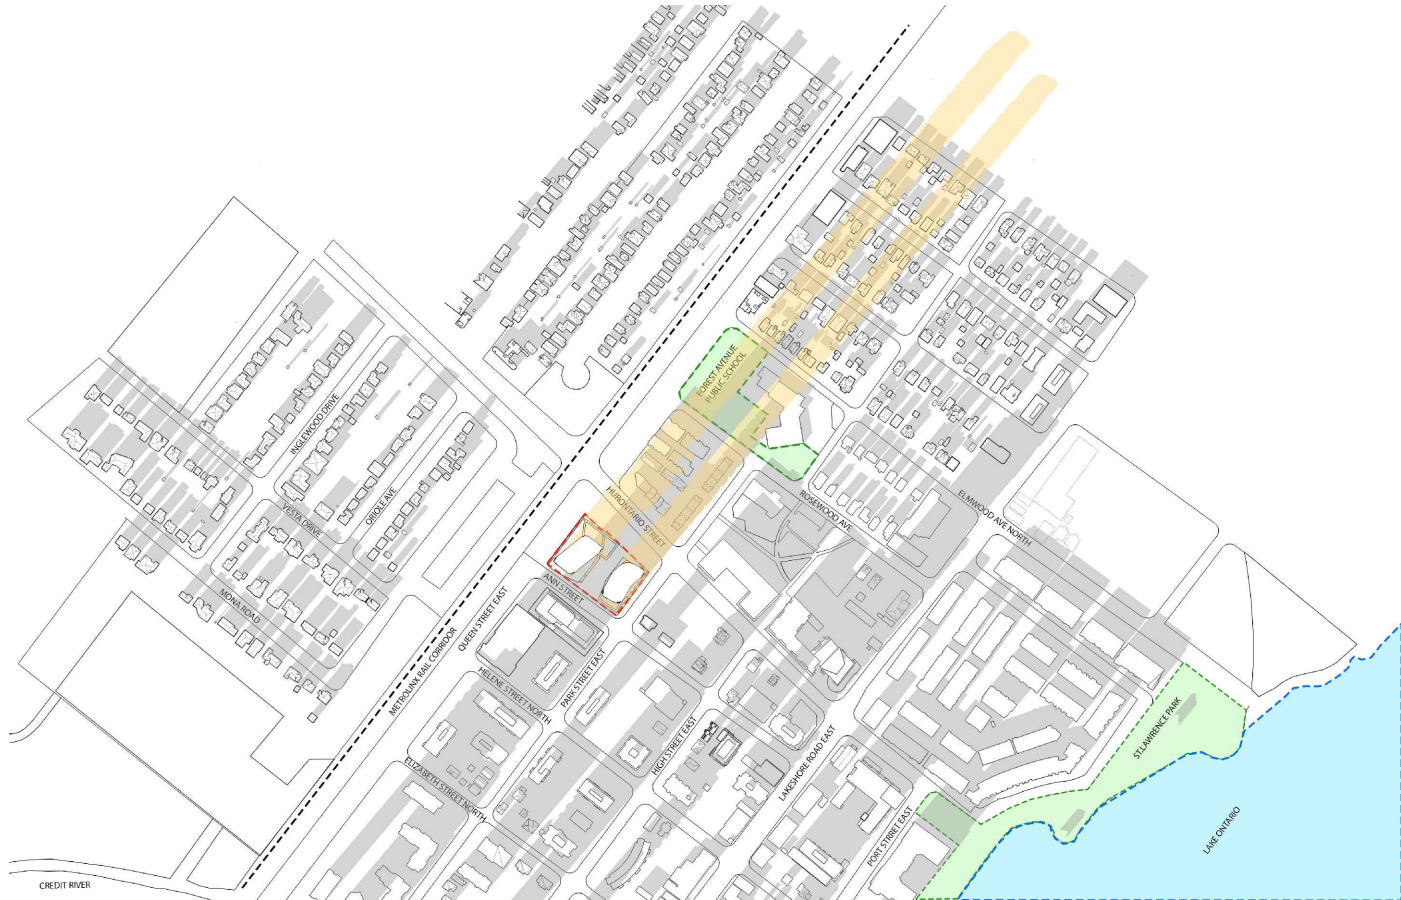 FOREST AVENUE
PUBLIC SCHOOL
INGLEWOOD DRIVE
ORIOLE AVE
VESTA DRIVE
MONA ROAD
HURONTARIO STREET
ROSEWOOD AVE
ELMWOOD AVE NORTH
ANN STREET
QUEEN STREET EAST
METROLINX RAIL CORRIDOR
HELENE STREET NORTH
PARK STREET EAST
ELIZABETH STREET NORTH
HIGH STREET EAST
LAKESHORE ROAD EAST
PORT STRRET EAST
ST.LAWRENCE PARK
LAKE ONTARIO
CREDIT RIVER